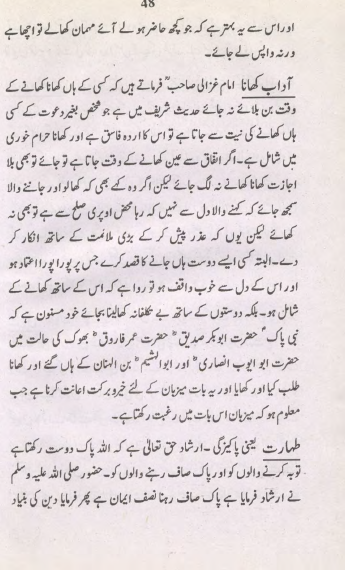 48
اور اس سے یہ بہتر ہے کہ جو کچھ حاضر ہو لے آئے مہمان کھالے تو اچھا ہے
ورنہ واپس لے جائے۔
آداب کھانا امام غزالی صاحبؒ فرماتے ہیں کہ کسی کے ہاں کھانا کھانے کے
وقت بن بلائے نہ جائے حدیث شریف میں ہے جو شخص بغیر دعوت کے کسی
ہاں کھانے کی نیت سے جاتا ہے تو اس کا اردہ فاسق ہے اور کھانا حرام خوری
میں شامل ہے۔ اگر اتفاق سے عین کھانے کے وقت جاتا ہے تو جائے تو بھی بلا
اجازت کھانا کھانے نہ لگ جائے لیکن اگر وہ کہے بھی کہ کھالو اور جانے والا
سمجھ جائے کہ کہنے والا دل سے نہیں کہ رہا محض اوپری صلح سے ہے تو بھی نہ
کھائے لیکن یوں کہ عذر پیش کر کے بڑی ملائمت کے ساتھ انکار کر
دے۔ البتہ کسی ایسے دوست ہاں جانے کا قصد کرے جس پر پورا پورا اعتماد ہو
اور اس کے دل سے خوب واقف ہو تو روا ہے کہ اس کے ساتھ کھانے کے
شامل ہو۔ بلکہ دوستوں کے ساتھ بے تکلفانہ کھالینا بجائے خود مسنون ہے کہ
نبی پاکؐ حضرت ابوبکر صدیقؓ حضرت عمر فاروقؓ بھوک کی حالت میں
حضرت ابو ایوب انصاریؓ اور ابوالہشیمؓ بن الہنان کے ہاں گئے اور کھانا
طلب کیا اور کھایا اور یہ بات میزبان کے لئے خیر و برکت اعانت کرنا ہے جب
معلوم ہو کہ میزبان اس بات میں رغبت رکھتا ہے۔
طہارت یعنی پاکیزگی۔ ارشاد حق تعالیٰ ہے کہ اللہ پاک دوست رکھتا ہے
توبہ کرنے والوں کو اور پاک صاف رہنے والوں کو۔ حضور صلی اللہ علیہ وسلم
نے ارشاد فرمایا ہے پاک صاف رہنا نصف ایمان ہے پھر فرمایا دین کی بنیاد